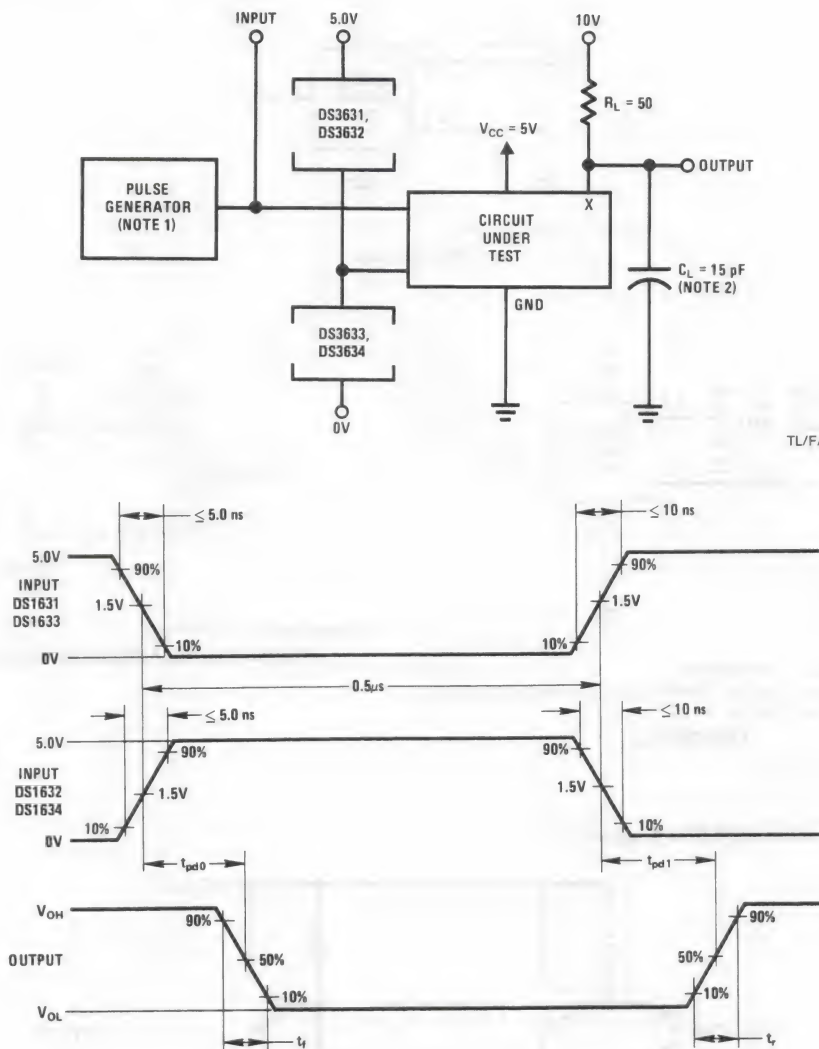 INPUT
5.0V
10V
DS3631,
DS3632
R_L = 50
V_CC = 5V
OUTPUT
PULSE
GENERATOR
(NOTE 1)
X
CIRCUIT
UNDER
TEST
C_L = 15 pF
(NOTE 2)
GND
DS3633,
DS3634
0V
TL/F/
≤ 5.0 ns
≤ 10 ns
5.0V
90%
90%
INPUT
DS1631
DS1633
1.5V
1.5V
10%
10%
0V
0.5μs
≤ 5.0 ns
≤ 10 ns
5.0V
90%
90%
INPUT
DS1632
DS1634
1.5V
1.5V
10%
10%
0V
t_pd0
t_pd1
V_OH
90%
90%
OUTPUT
50%
50%
10%
10%
V_OL
t_f
t_r